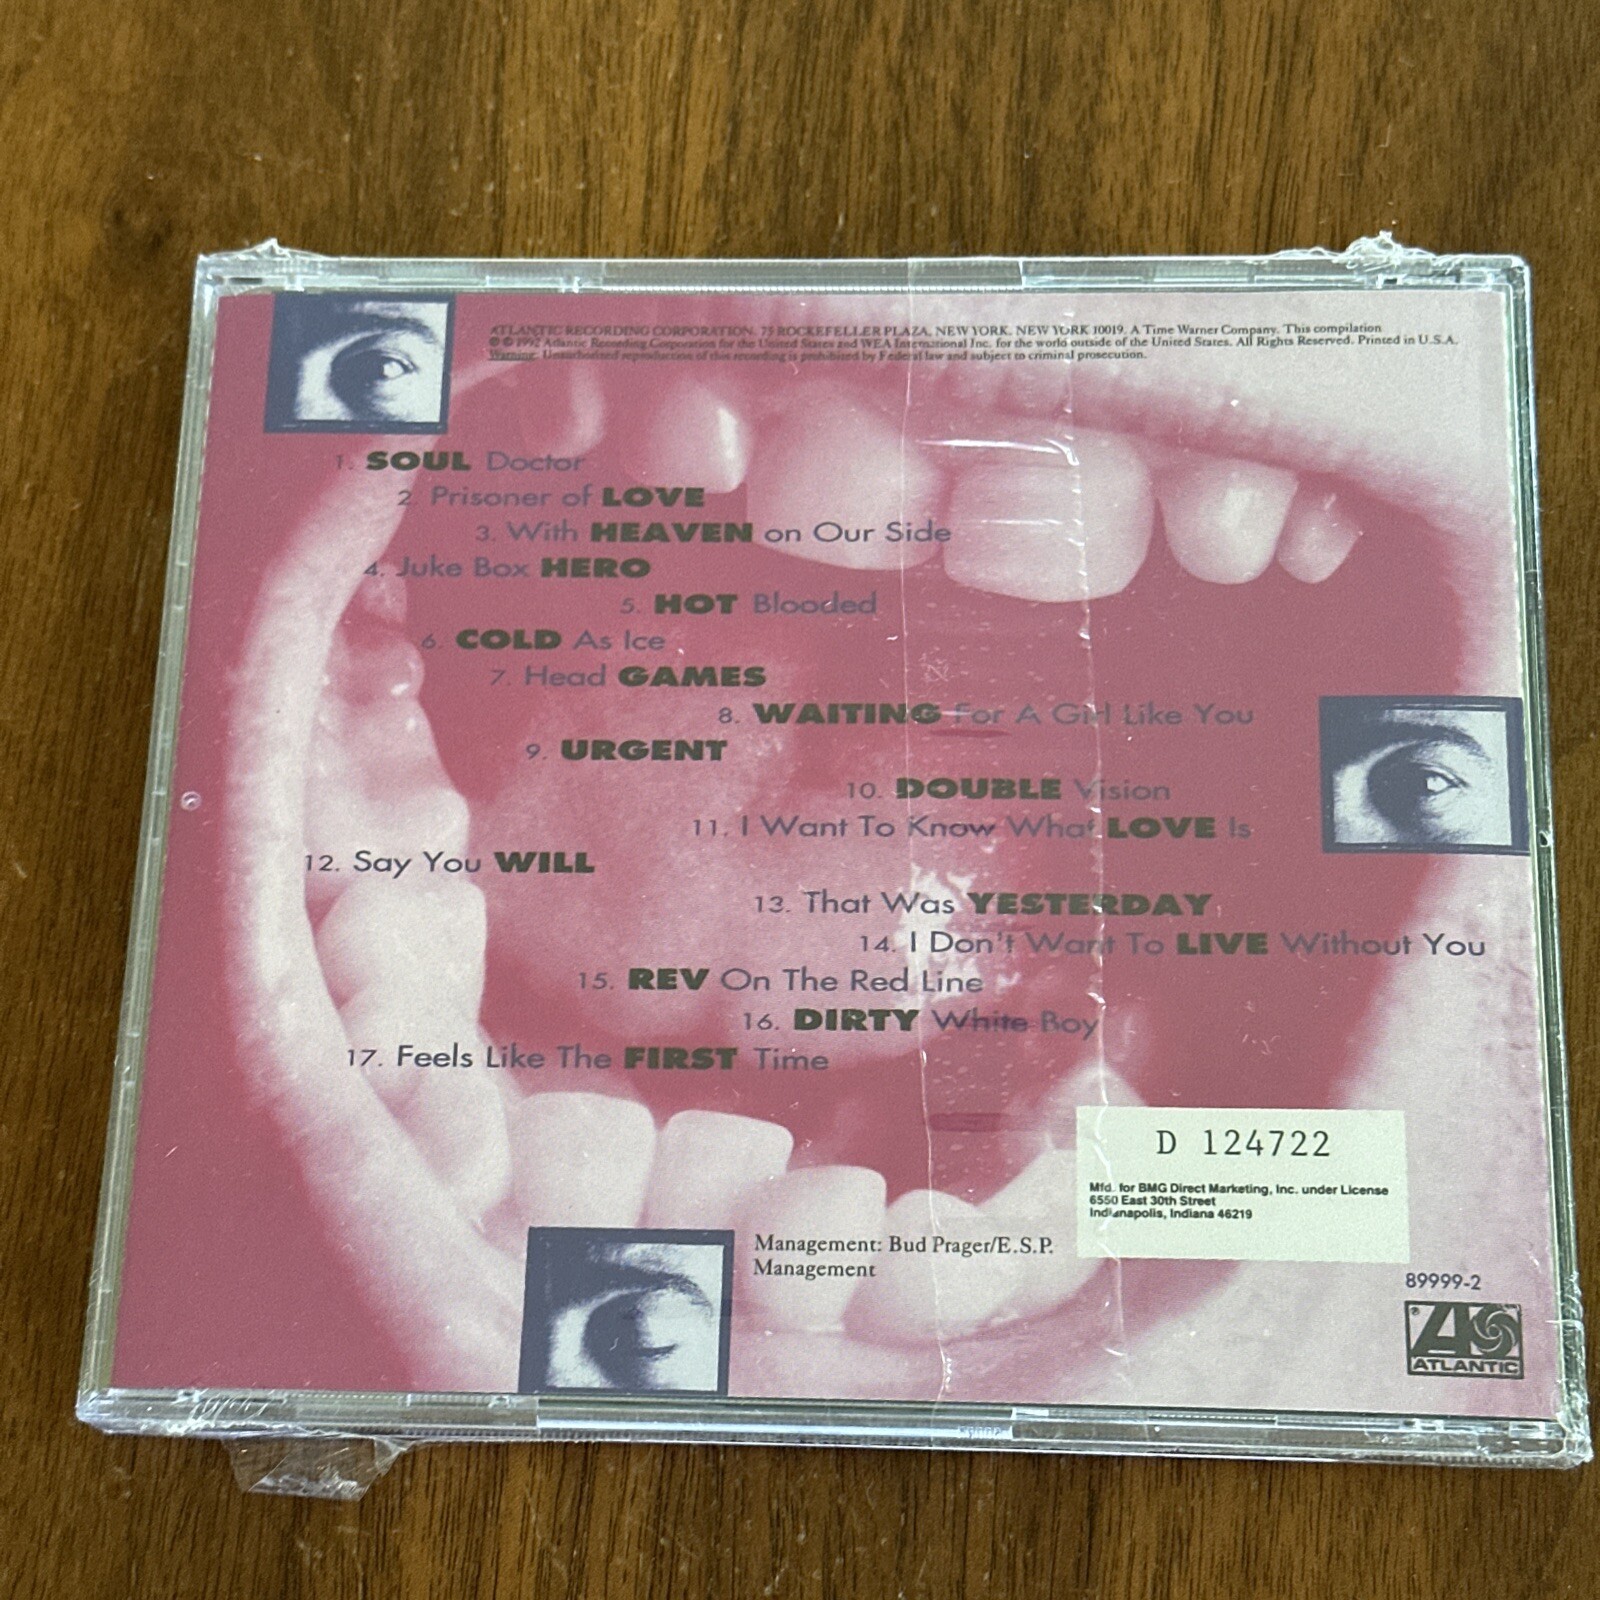 ATLANTIC RECORDING CORPORATION, 75 ROCKEFELLER PLAZA, NEW YORK, NEW YORK 10019. A Time Warner Company. This compilation
℗ © 1992 Atlantic Recording Corporation for the United States and WEA International Inc. for the world outside of the United States. All Rights Reserved. Printed in U.S.A.
Warning: Unauthorized reproduction of this recording is prohibited by Federal law and subject to criminal prosecution.
1. SOUL Doctor
2. Prisoner of LOVE
3. With HEAVEN on Our Side
4. Juke Box HERO
5. HOT Blooded
6. COLD As Ice
7. Head GAMES
8. WAITING For A Girl Like You
9. URGENT
10. DOUBLE Vision
11. I Want To Know What LOVE Is
12. Say You WILL
13. That Was YESTERDAY
14. I Don't Want To LIVE Without You
15. REV On The Red Line
16. DIRTY White Boy
17. Feels Like The FIRST Time
D 124722
Mfd. for BMG Direct Marketing, Inc. under License
6550 East 30th Street
Indianapolis, Indiana 46219
Management: Bud Prager/E.S.P.
Management
89999-2
ATLANTIC